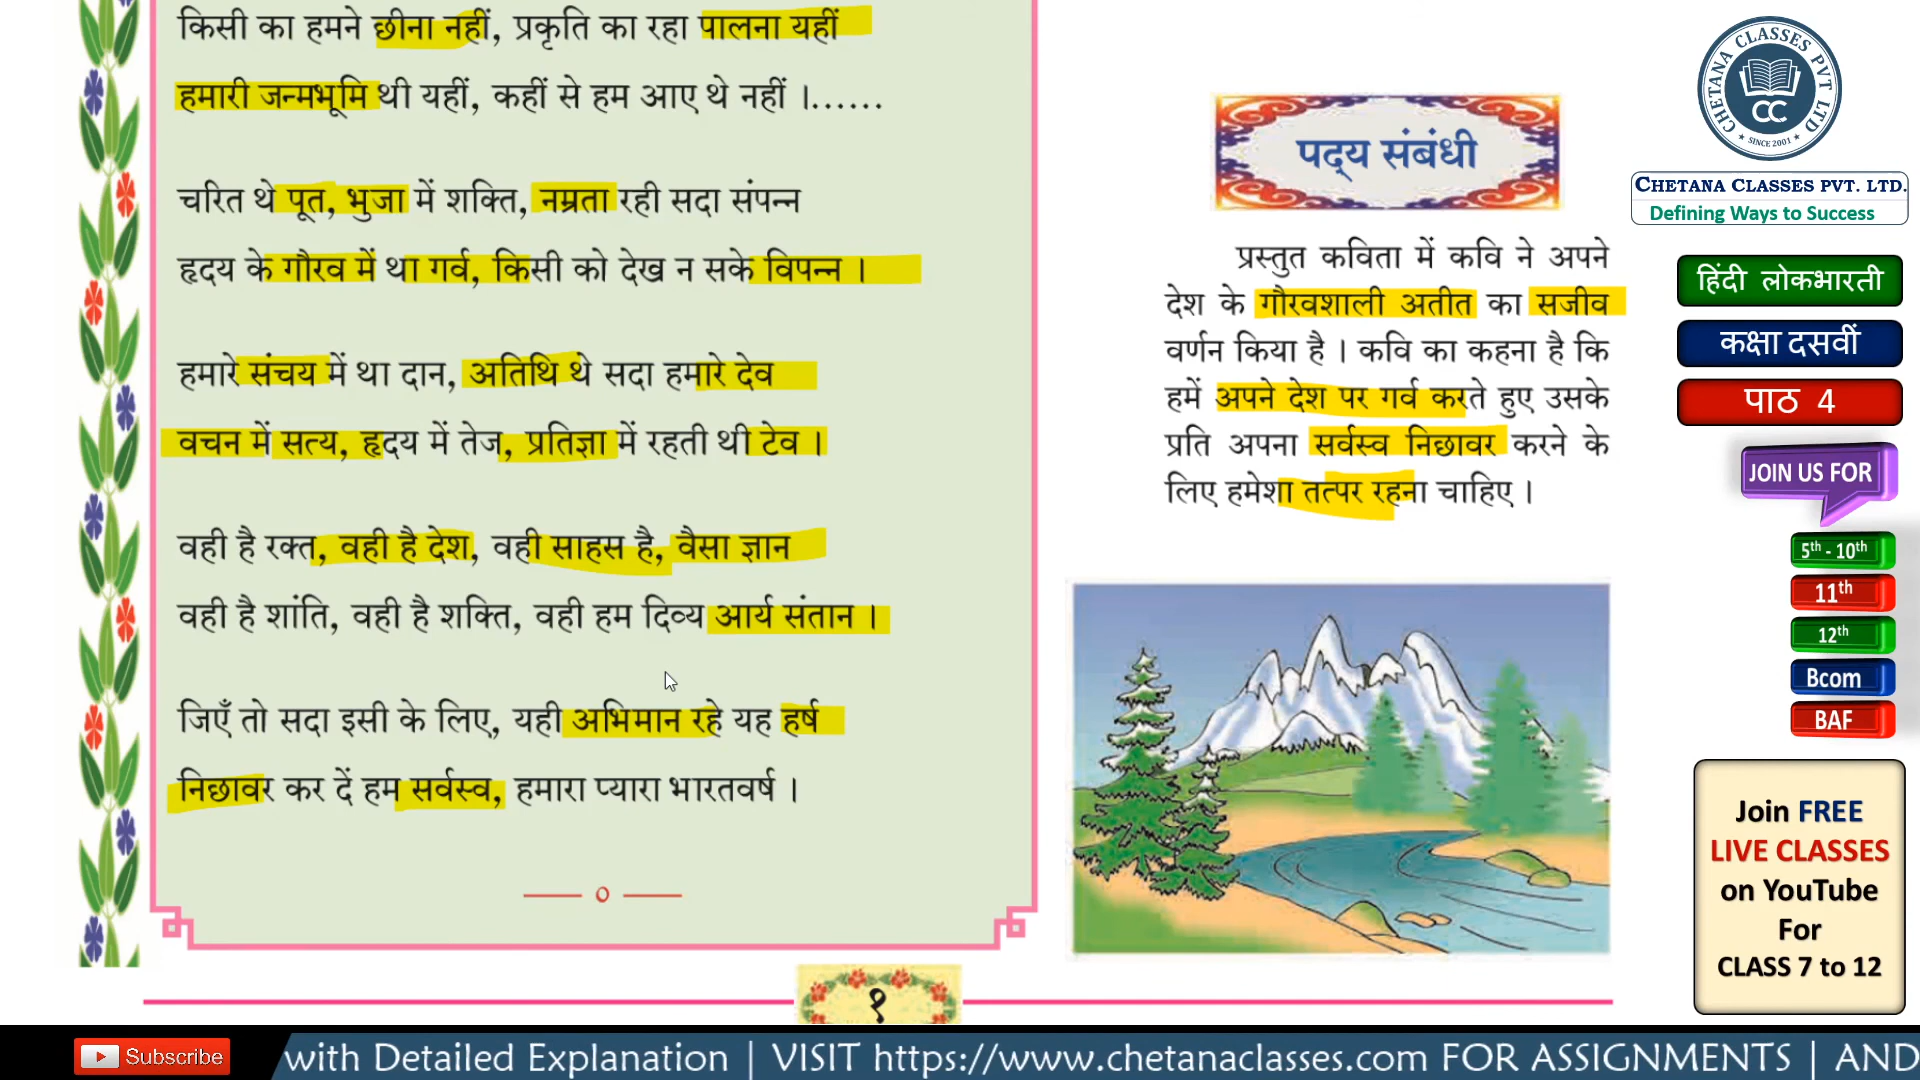 किसी का हमने छीना नहीं, प्रकृति का रहा पालना यहीं
हमारी जन्मभूमि थी यहीं, कहीं से हम आए थे नहीं ।......
चरित थे पूत, भुजा में शक्ति, नम्रता रही सदा संपन्न
हृदय के गौरव में था गर्व, किसी को देख न सके विपन्न ।
हमारे संचय में था दान, अतिथि थे सदा हमारे देव
वचन में सत्य, हृदय में तेज, प्रतिज्ञा में रहती थी टेव ।
वही है रक्त, वही है देश, वही साहस है, वैसा ज्ञान
वही है शांति, वही है शक्ति, वही हम दिव्य आर्य संतान ।
जिएँ तो सदा इसी के लिए, यही अभिमान रहे यह हर्ष
निछावर कर दें हम सर्वस्व, हमारा प्यारा भारतवर्ष ।
१
पद्य संबंधी
प्रस्तुत कविता में कवि ने अपने
देश के गौरवशाली अतीत का सजीव
वर्णन किया है । कवि का कहना है कि
हमें अपने देश पर गर्व करते हुए उसके
प्रति अपना सर्वस्व निछावर करने के
लिए हमेशा तत्पर रहना चाहिए ।
CHETANA CLASSES PVT LTD
CC
SINCE 2001
CHETANA CLASSES PVT. LTD.
Defining Ways to Success
हिंदी लोकभारती
कक्षा दसवीं
पाठ 4
JOIN US FOR
5th - 10th
11th
12th
Bcom
BAF
Join FREE
LIVE CLASSES
on YouTube
For
CLASS 7 to 12
Subscribe
with Detailed Explanation | VISIT https://www.chetanaclasses.com FOR ASSIGNMENTS | AND